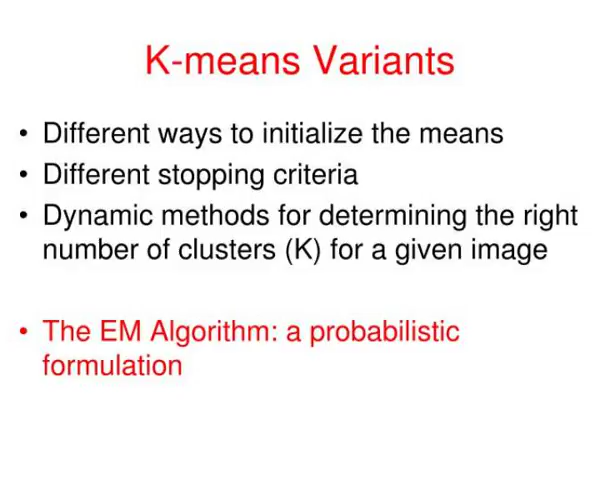 K-means Variants
• Different ways to initialize the means
• Different stopping criteria
• Dynamic methods for determining the right
number of clusters (K) for a given image
• The EM Algorithm: a probabilistic
formulation